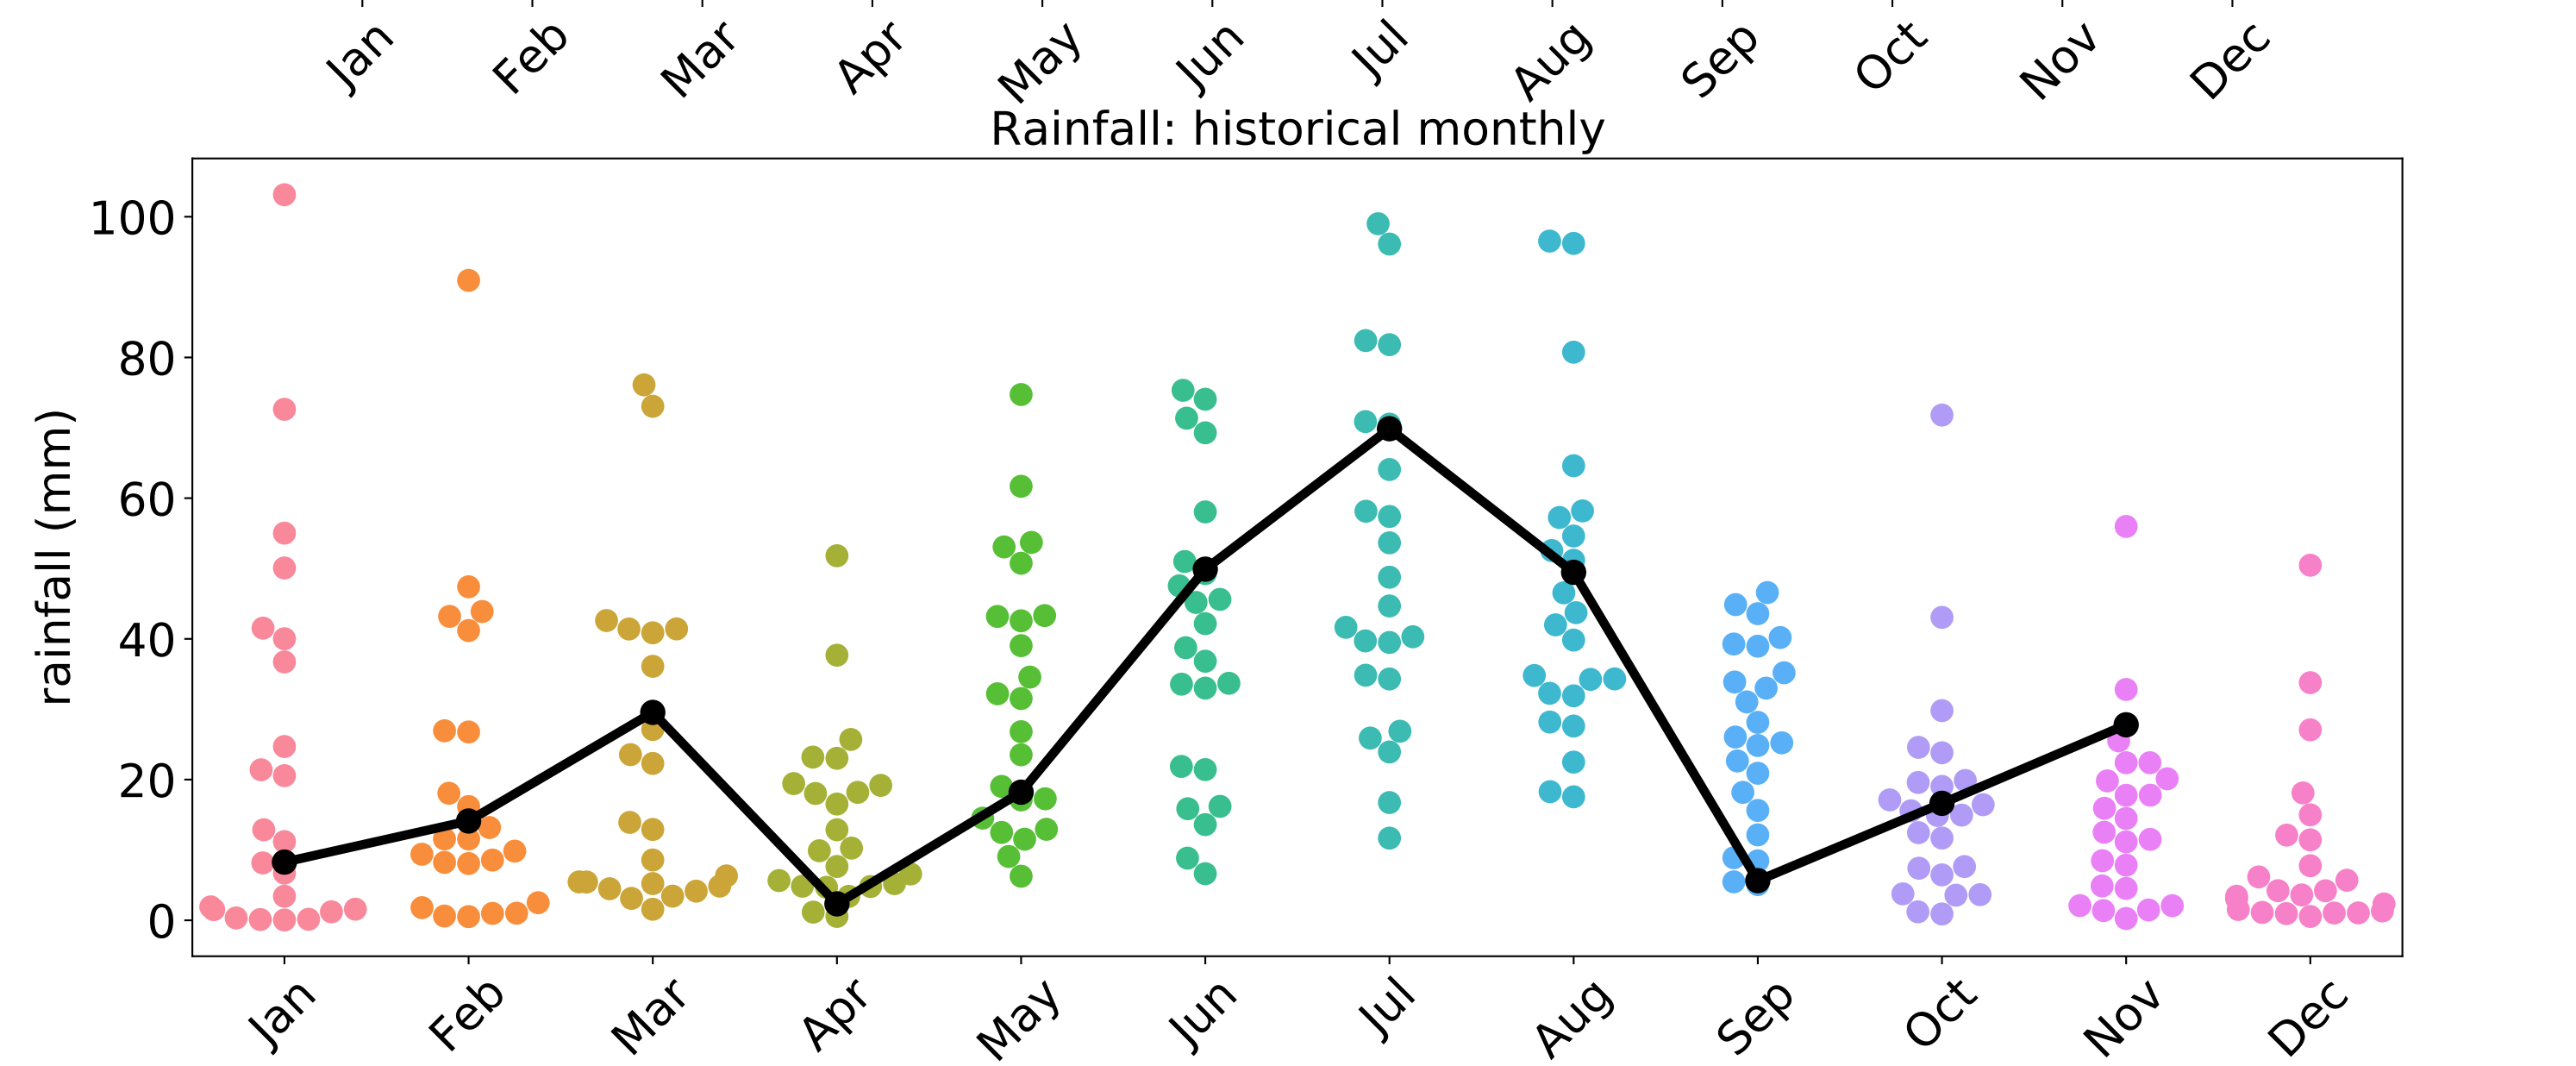 Jan Feb Mar Apr May Jun Jul Aug Sep Oct Nov Dec
Rainfall: historical monthly
rainfall (mm)
100
80
60
40
20
0
Jan Feb Mar Apr May Jun Jul Aug Sep Oct Nov Dec